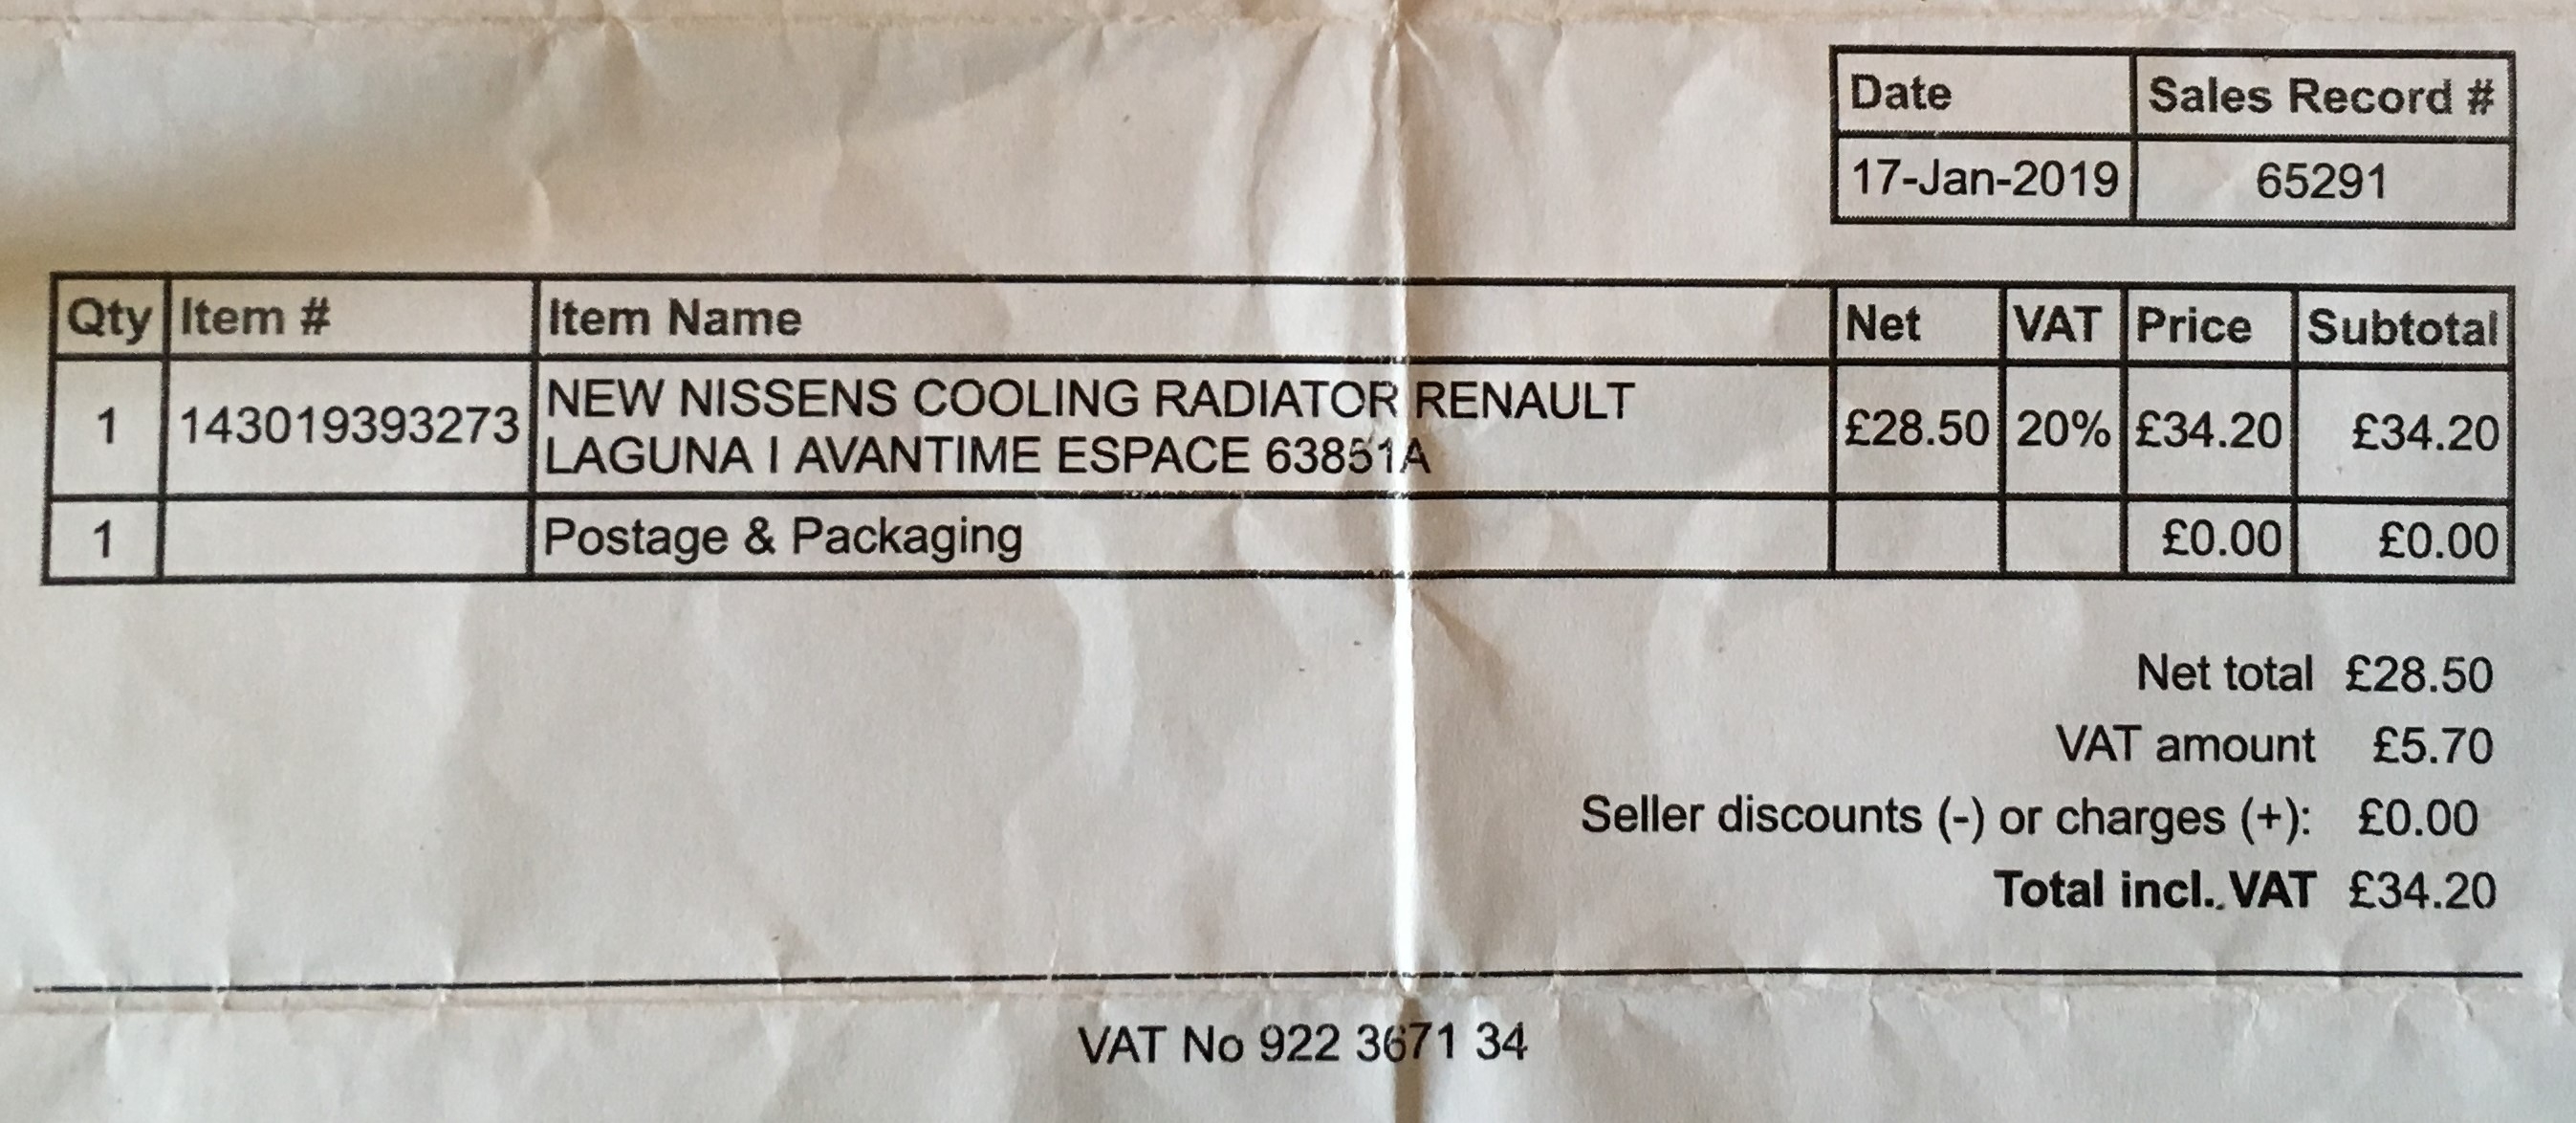 Date Sales Record #
17-Jan-2019 65291
Qty Item # Item Name Net VAT Price Subtotal
1 143019393273 NEW NISSENS COOLING RADIATOR RENAULT £28.50 20% £34.20 £34.20
LAGUNA I AVANTIME ESPACE 63851A
1 Postage & Packaging £0.00 £0.00
Net total £28.50
VAT amount £5.70
Seller discounts (-) or charges (+): £0.00
Total incl. VAT £34.20
VAT No 922 3671 34